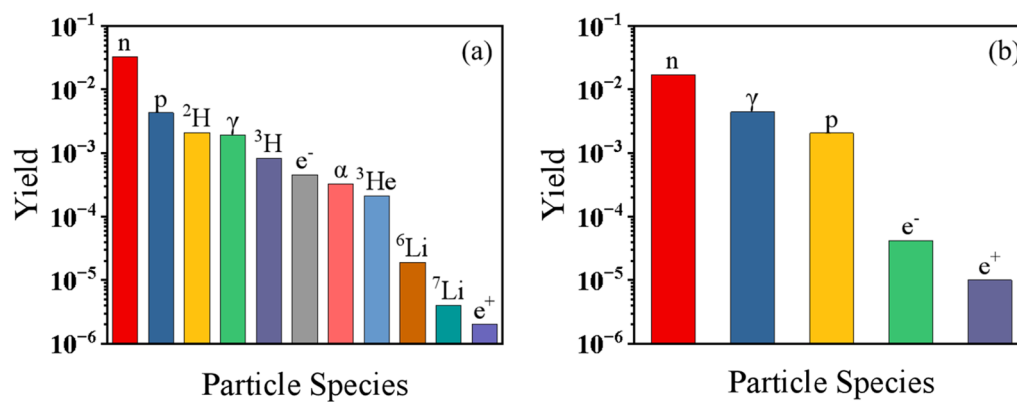 (a)
Yield
10⁻¹
10⁻²
10⁻³
10⁻⁴
10⁻⁵
10⁻⁶
n
p
²H
γ
³H
e⁻
α
³He
⁶Li
⁷Li
e⁺
Particle Species
(b)
Yield
10⁻¹
10⁻²
10⁻³
10⁻⁴
10⁻⁵
10⁻⁶
n
γ
p
e⁻
e⁺
Particle Species